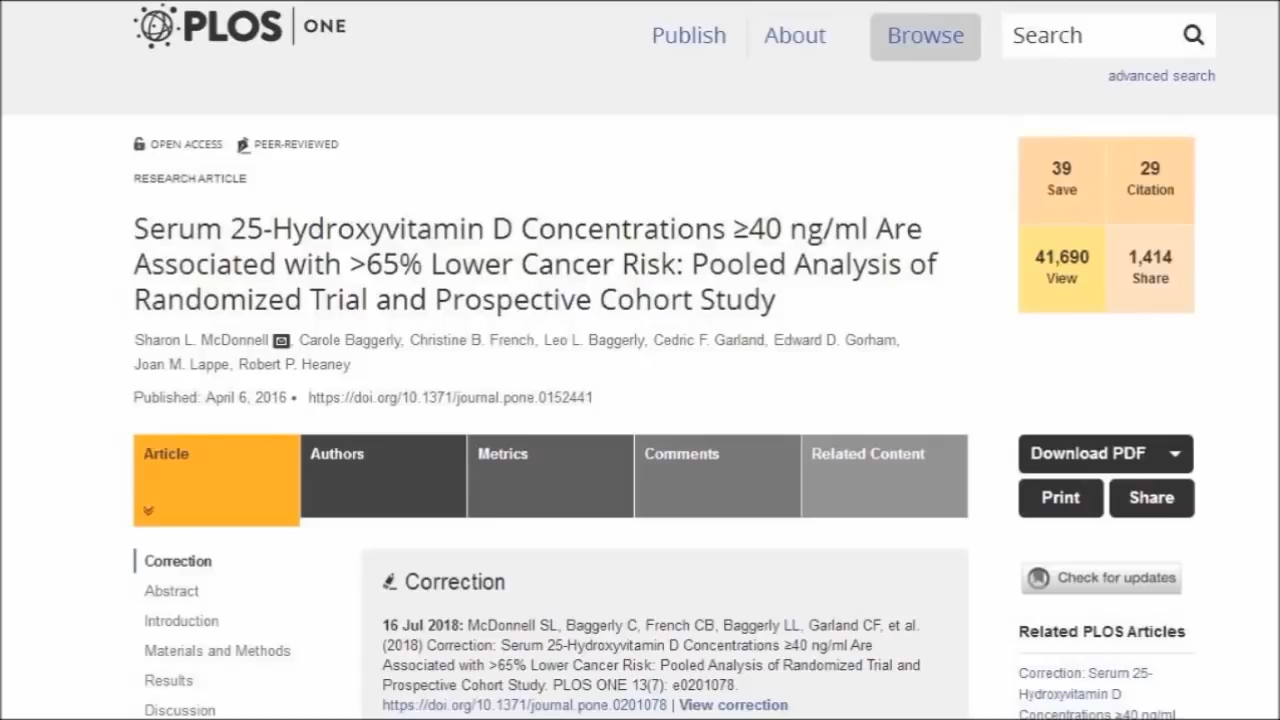 PLOS ONE
Publish About Browse Search
advanced search
OPEN ACCESS PEER-REVIEWED
RESEARCH ARTICLE
Serum 25-Hydroxyvitamin D Concentrations ≥40 ng/ml Are
Associated with >65% Lower Cancer Risk: Pooled Analysis of
Randomized Trial and Prospective Cohort Study
Sharon L. McDonnell, Carole Baggerly, Christine B. French, Leo L. Baggerly, Cedric F. Garland, Edward D. Gorham,
Joan M. Lappe, Robert P. Heaney
Published: April 6, 2016 • https://doi.org/10.1371/journal.pone.0152441
39 29
Save Citation
41,690 1,414
View Share
Article Authors Metrics Comments Related Content
Download PDF
Print Share
Correction
Abstract
Introduction
Materials and Methods
Results
Discussion
Correction
16 Jul 2018: McDonnell SL, Baggerly C, French CB, Baggerly LL, Garland CF, et al.
(2018) Correction: Serum 25-Hydroxyvitamin D Concentrations ≥40 ng/ml Are
Associated with >65% Lower Cancer Risk: Pooled Analysis of Randomized Trial and
Prospective Cohort Study. PLOS ONE 13(7): e0201078.
https://doi.org/10.1371/journal.pone.0201078 | View correction
Check for updates
Related PLOS Articles
Correction: Serum 25-
Hydroxyvitamin D
Concentrations ≥40 ng/ml